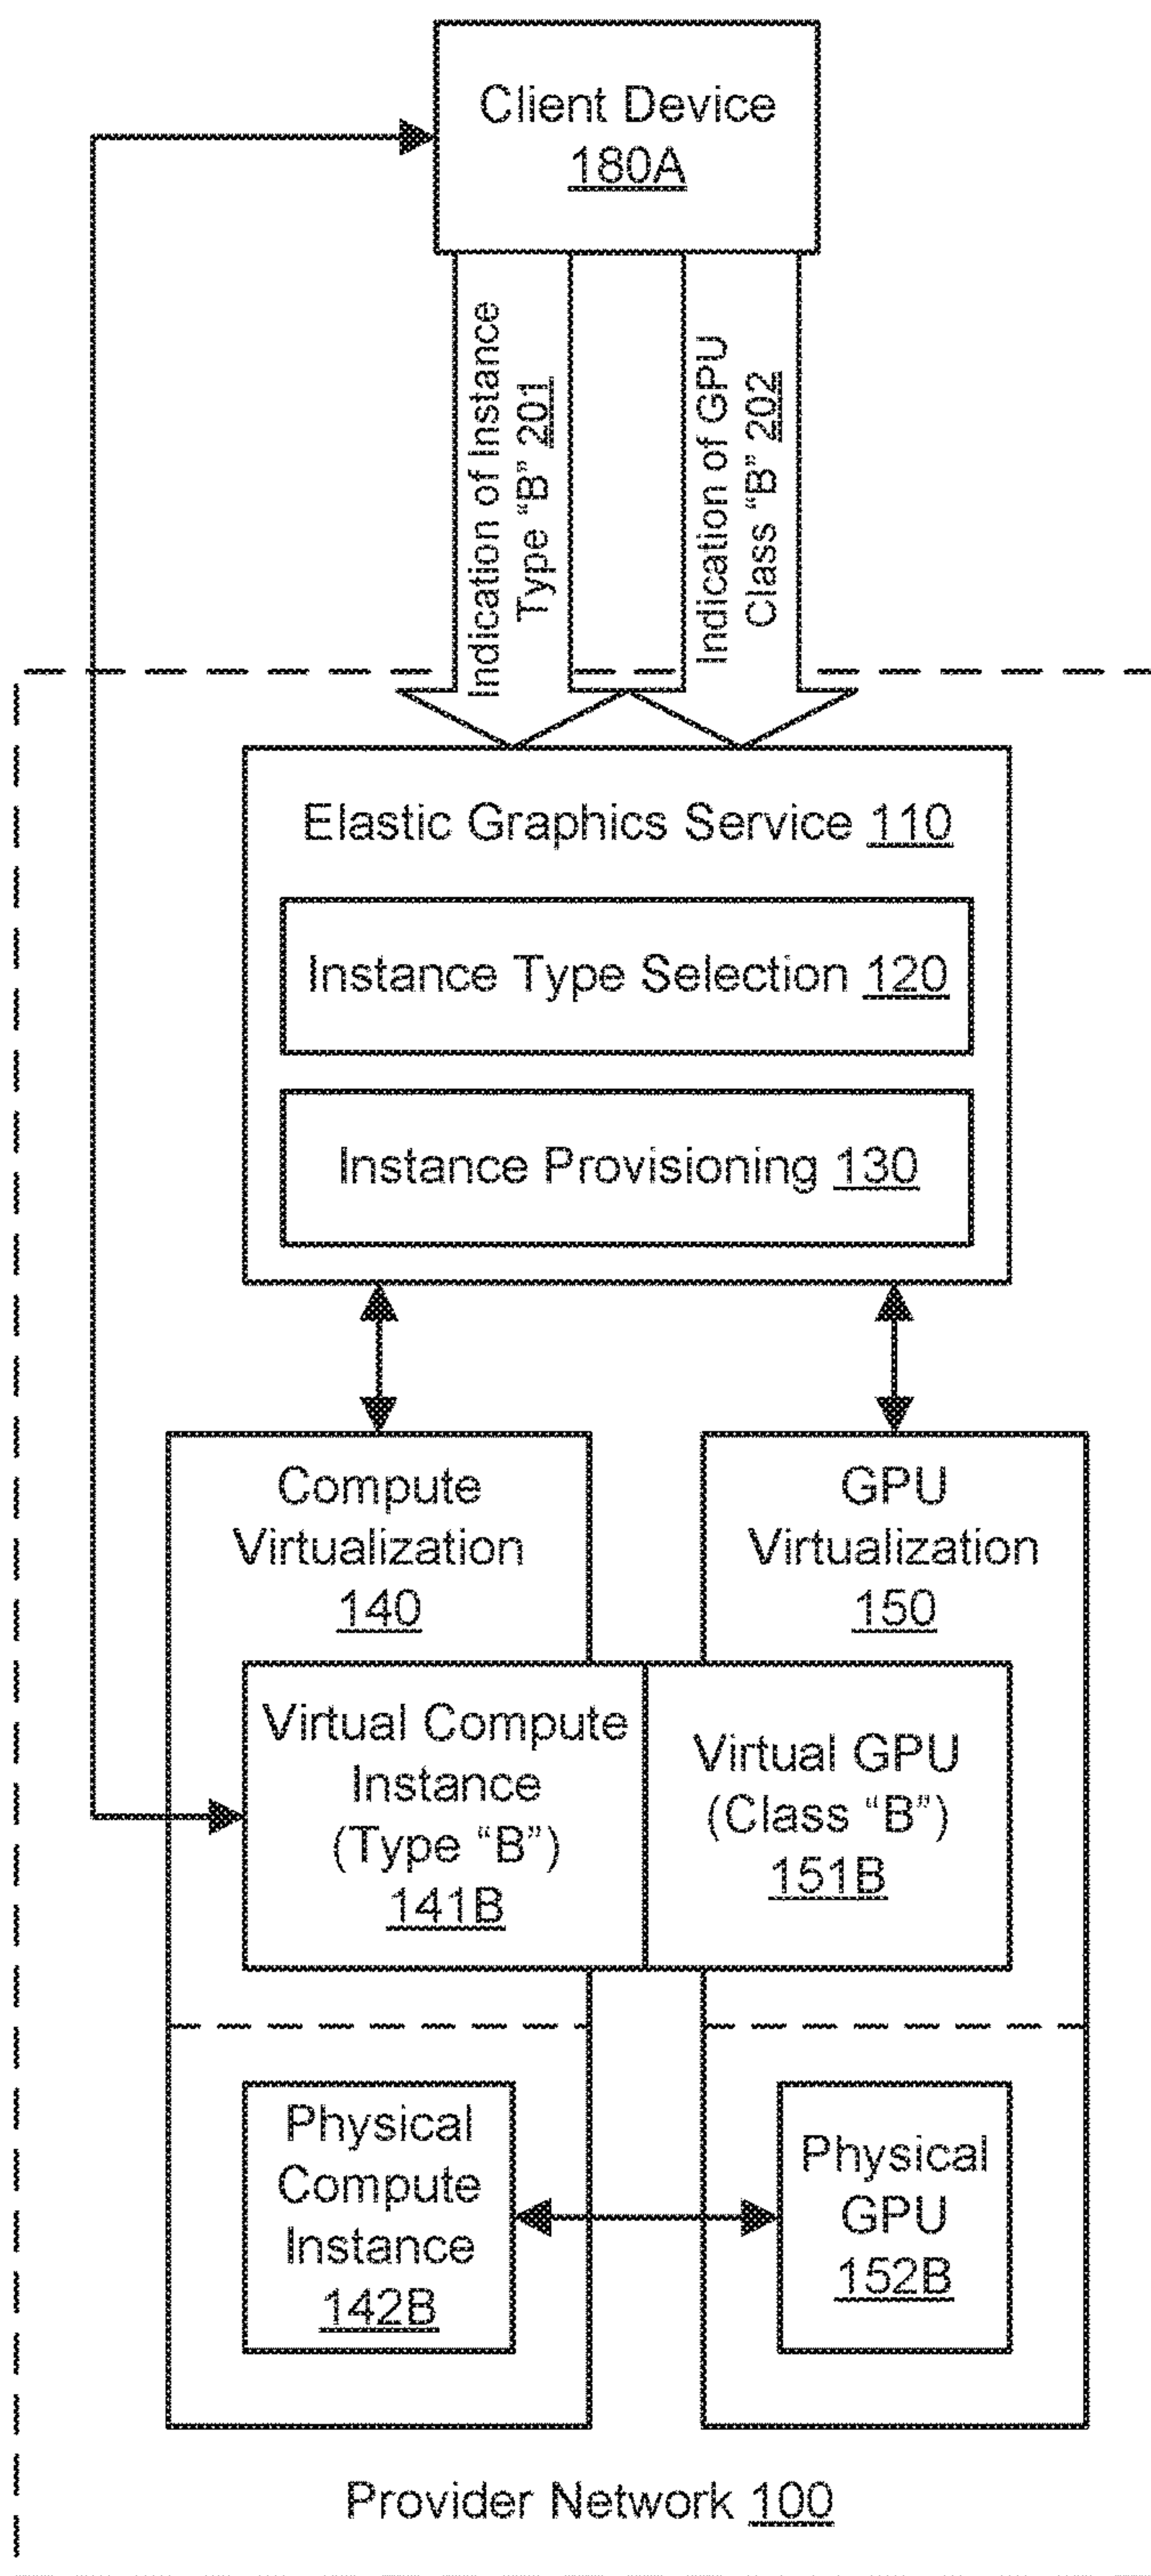 Client Device
180A
Indication of Instance
Type “B” 201
Indication of GPU
Class “B” 202
Elastic Graphics Service 110
Instance Type Selection 120
Instance Provisioning 130
Compute
Virtualization
140
GPU
Virtualization
150
Virtual Compute
Instance
(Type “B”)
141B
Virtual GPU
(Class “B”)
151B
Physical
Compute
Instance
142B
Physical
GPU
152B
Provider Network 100